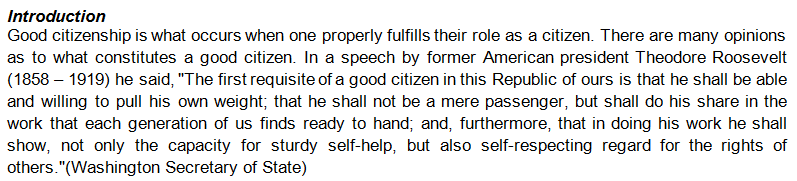 Introduction
Good citizenship is what occurs when one properly fulfills their role as a citizen. There are many opinions
as to what constitutes a good citizen. In a speech by former American president Theodore Roosevelt
(1858 – 1919) he said, "The first requisite of a good citizen in this Republic of ours is that he shall be able
and willing to pull his own weight; that he shall not be a mere passenger, but shall do his share in the
work that each generation of us finds ready to hand; and, furthermore, that in doing his work he shall
show, not only the capacity for sturdy self-help, but also self-respecting regard for the rights of
others."(Washington Secretary of State)